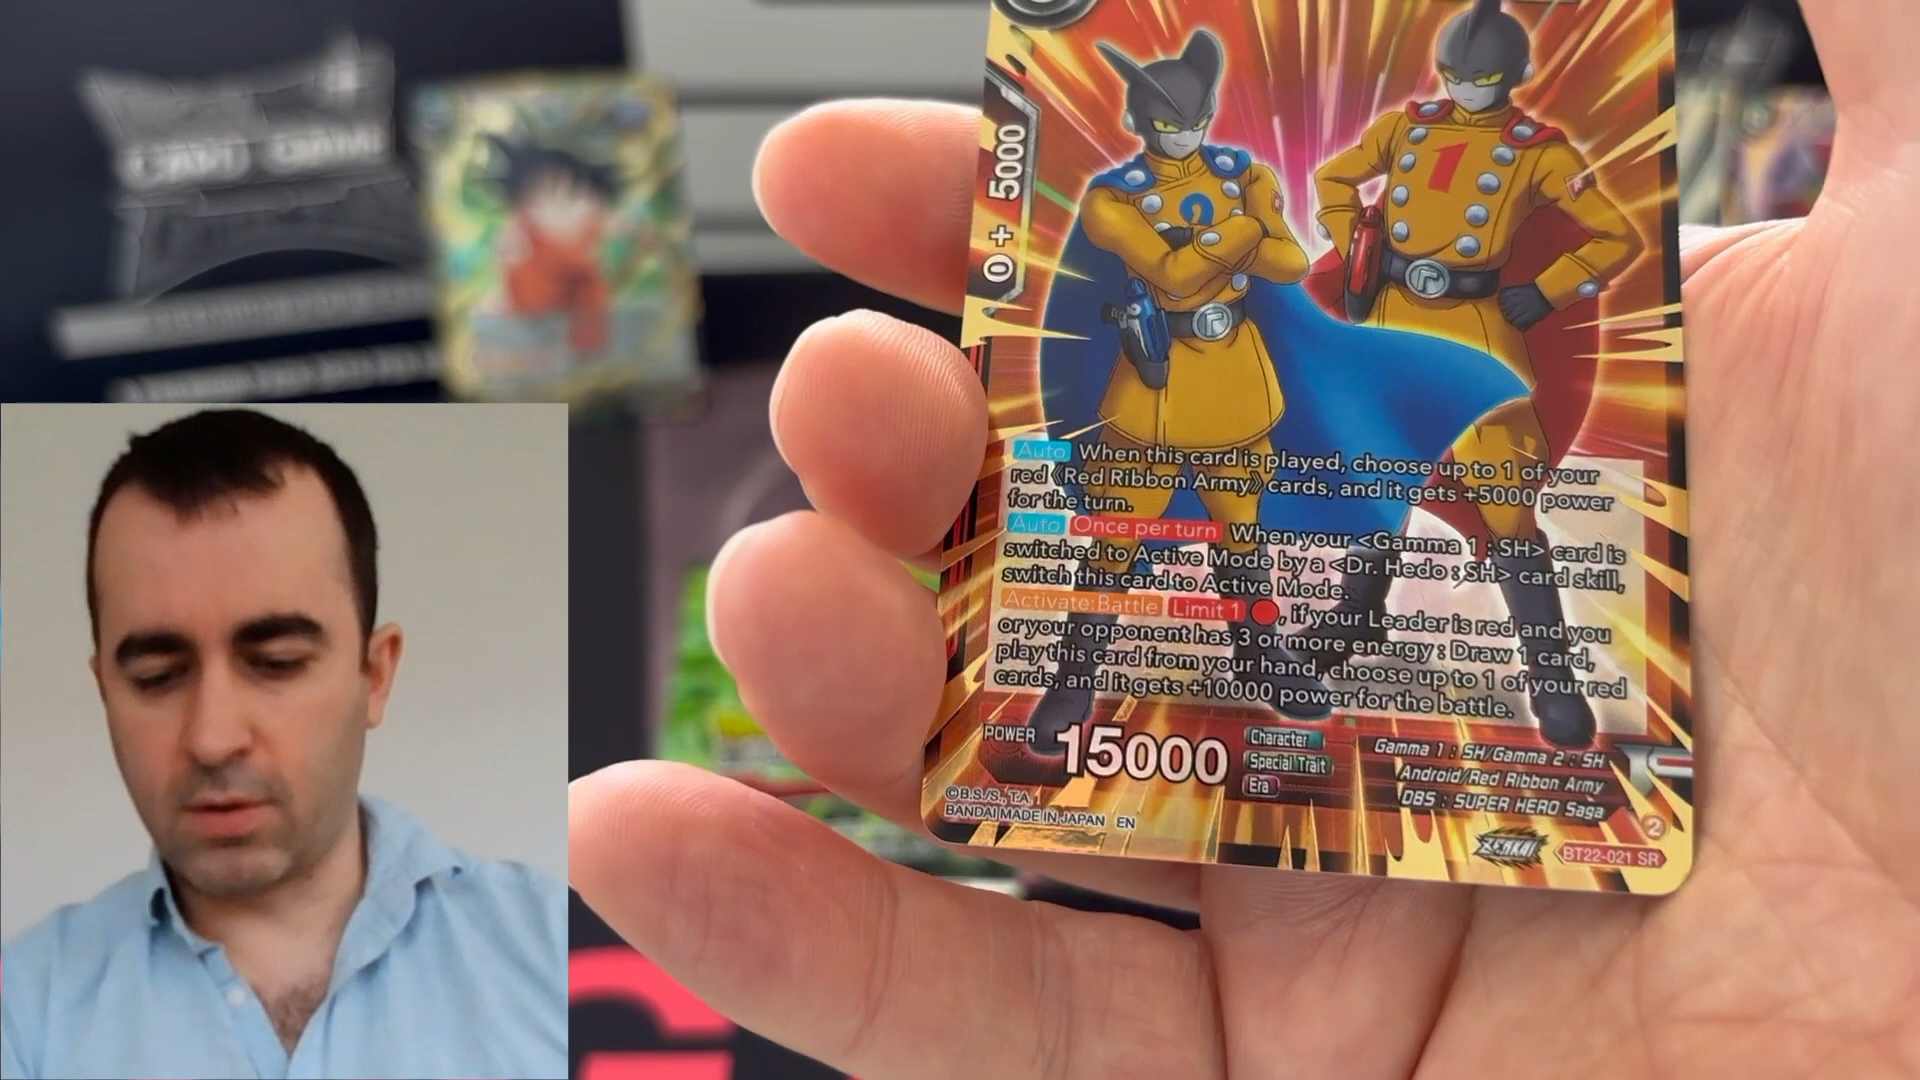 CARD GAME
0 + 5000
2
1
Auto When this card is played, choose up to 1 of your
red 《Red Ribbon Army》 cards, and it gets +5000 power
for the turn.
Auto Once per turn When your <Gamma 1 : SH> card is
switched to Active Mode by a <Dr. Hedo : SH> card skill,
switch this card to Active Mode.
Activate:Battle Limit 1 , if your Leader is red and you
or your opponent has 3 or more energy : Draw 1 card,
play this card from your hand, choose up to 1 of your red
cards, and it gets +10000 power for the battle.
POWER 15000
Character Gamma 1 : SH/Gamma 2 : SH
Special Trait Android/Red Ribbon Army
Era DBS : SUPER HERO Saga
©B.S./S., T.A.
BANDAI MADE IN JAPAN EN
2
ZENKAI BT22-021 SR